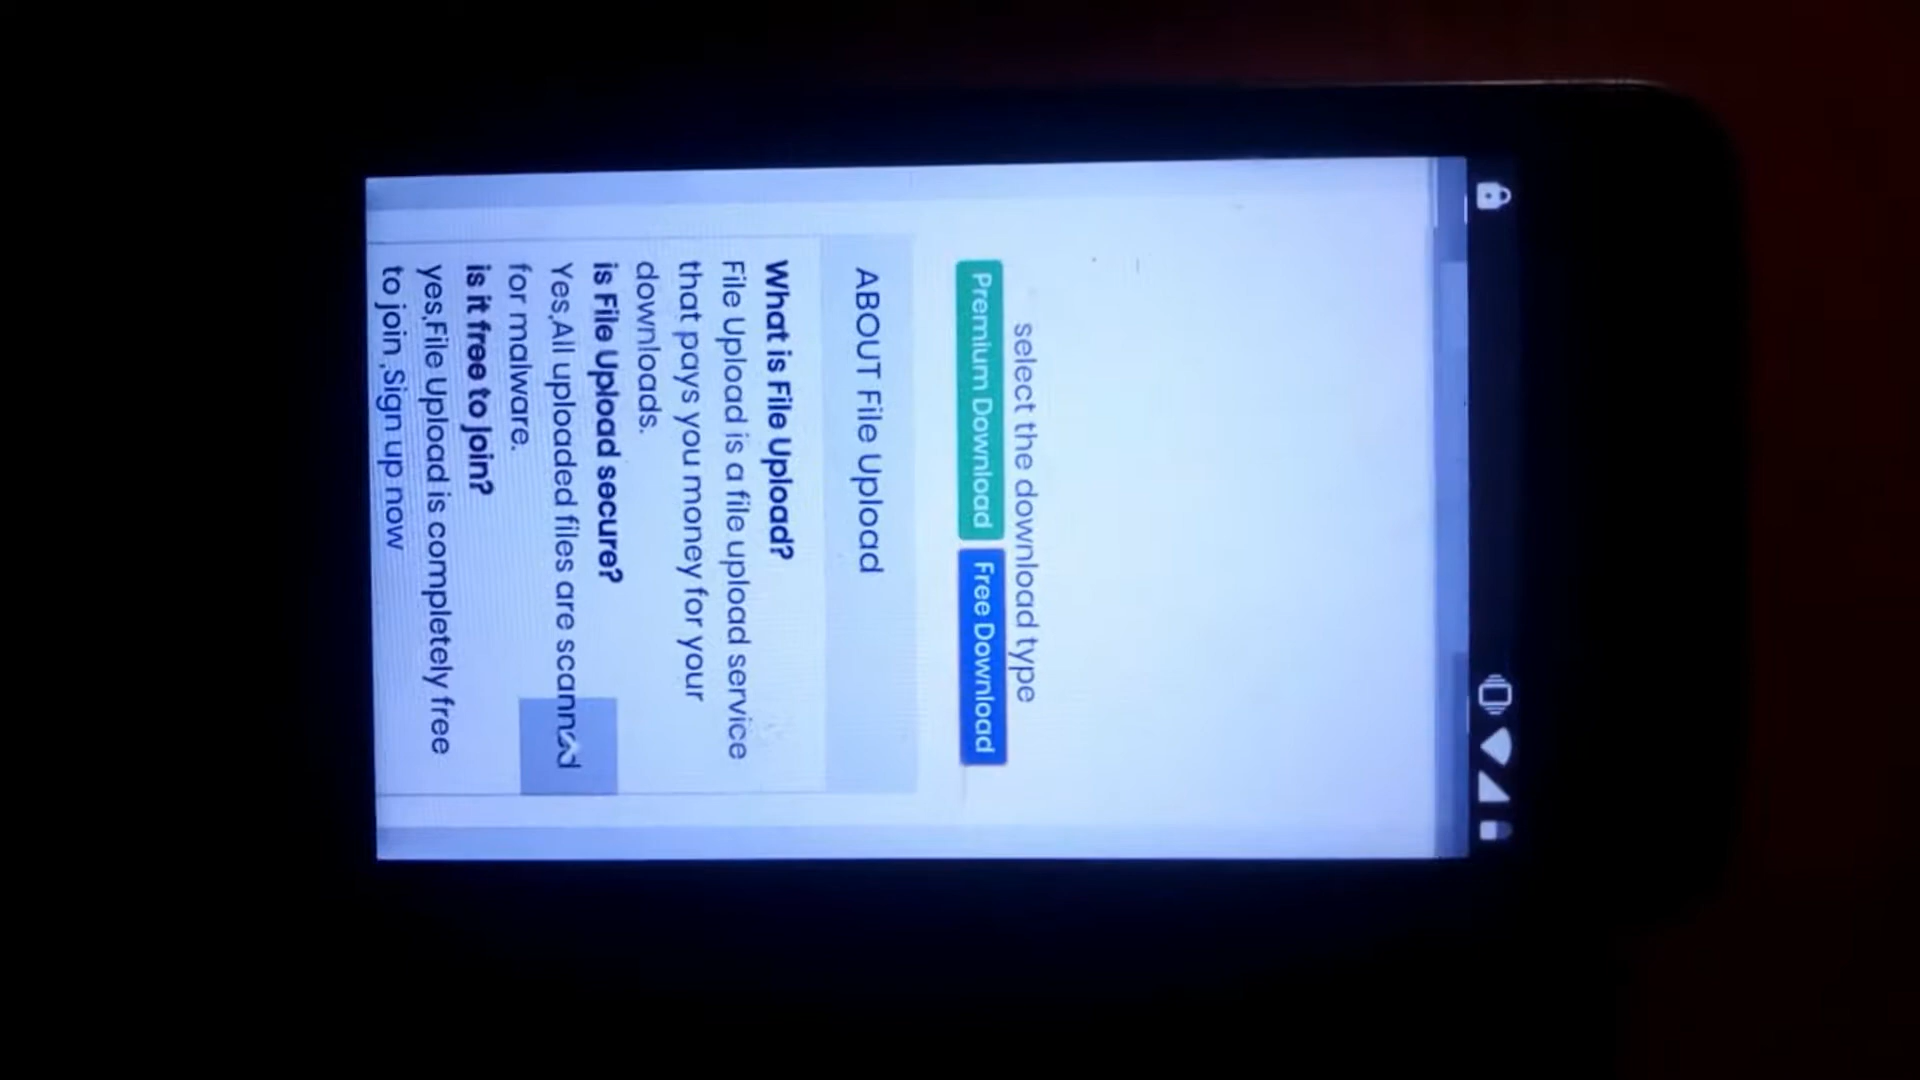 select the download type
Premium Download Free Download
ABOUT File Upload
What is File Upload?
File Upload is a file upload service
that pays you money for your
downloads.
is File Upload secure?
Yes,All uploaded files are scanned
for malware.
is it free to join?
yes,File Upload is completely free
to join ,Sign up now